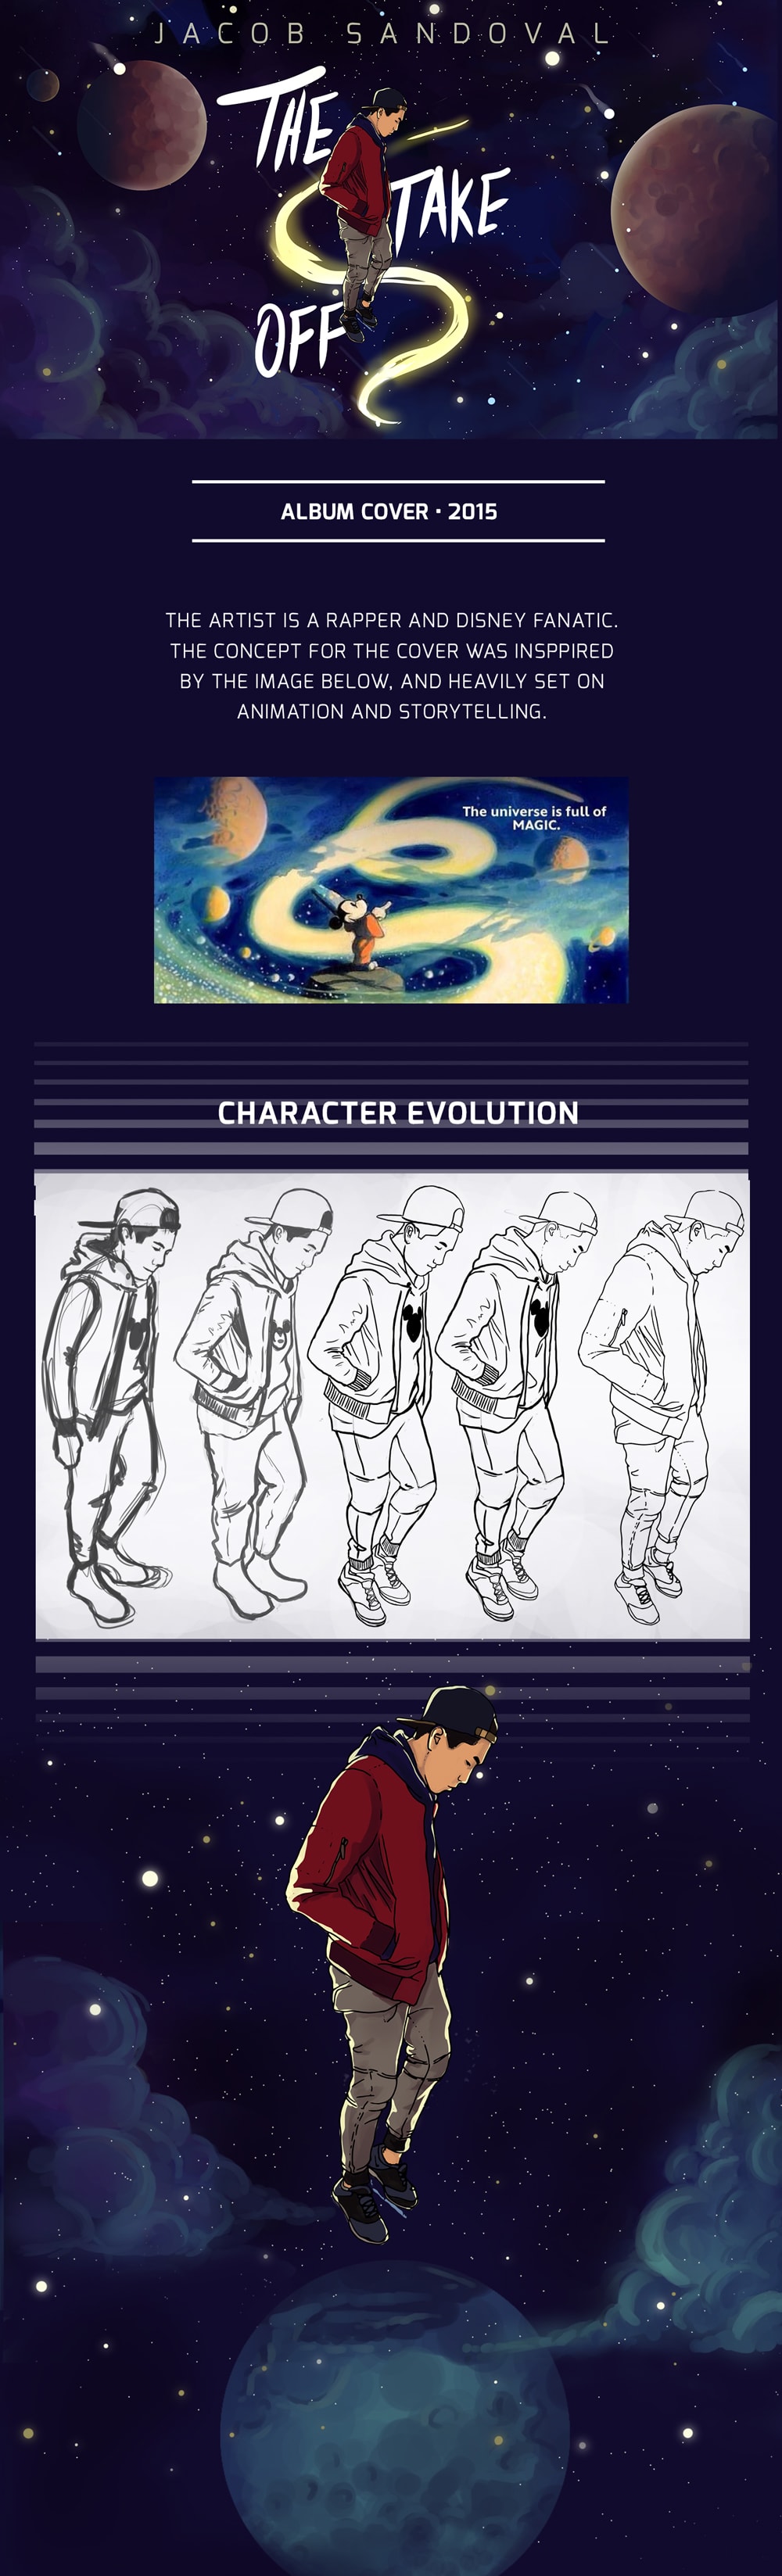 JACOB SANDOVAL
THE
TAKE
OFF
ALBUM COVER · 2015
THE ARTIST IS A RAPPER AND DISNEY FANATIC.
THE CONCEPT FOR THE COVER WAS INSPPIRED
BY THE IMAGE BELOW, AND HEAVILY SET ON
ANIMATION AND STORYTELLING.
The universe is full of
MAGIC.
CHARACTER EVOLUTION